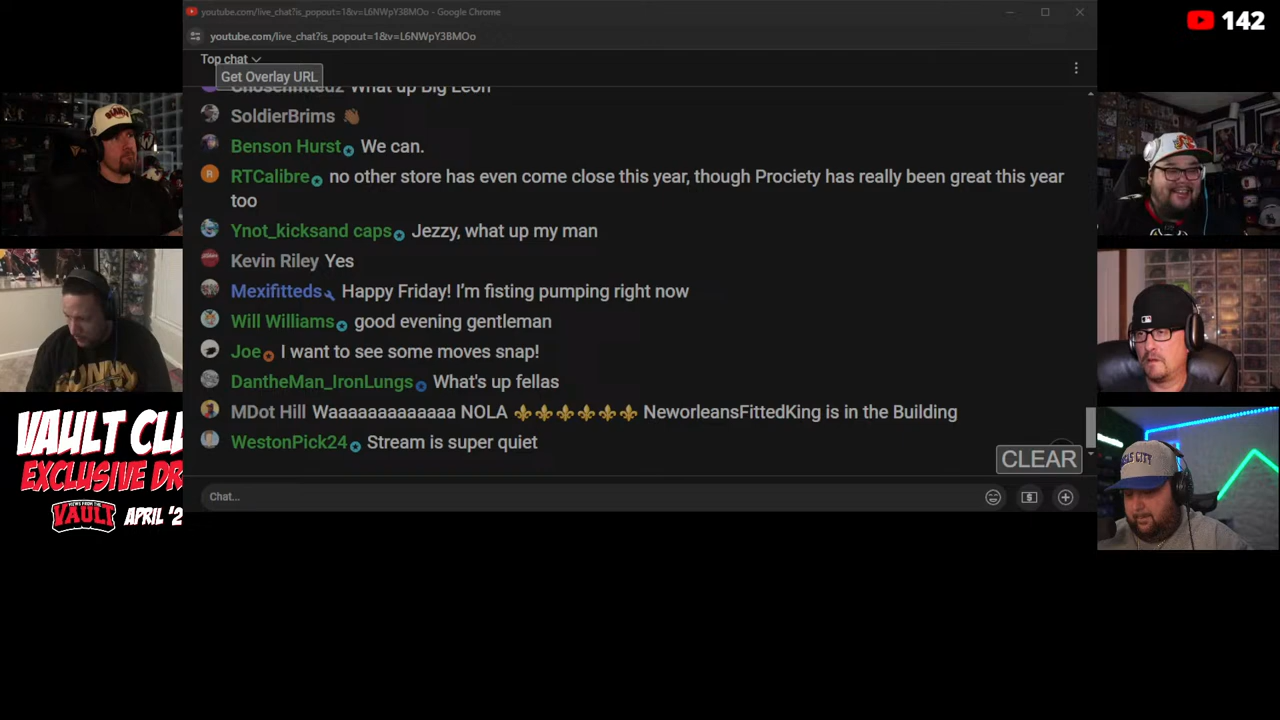 youtube.com/live_chat?is_popout=1&v=L6NWpY3BMOo - Google Chrome
142
youtube.com/live_chat?is_popout=1&v=L6NWpY3BMOo
Top chat
Get Overlay URL
What up Big Leon
SoldierBrims 👏🏾
Benson Hurst We can.
RTCalibre no other store has even come close this year, though Prociety has really been great this year
too
Ynot_kicksand caps Jezzy, what up my man
Kevin Riley Yes
Mexifitteds Happy Friday! I’m fisting pumping right now
Will Williams good evening gentleman
Joe I want to see some moves snap!
DantheMan_IronLungs What's up fellas
MDot Hill Waaaaaaaaaaaaa NOLA ⚜⚜⚜⚜⚜⚜ NeworleansFittedKing is in the Building
WestonPick24 Stream is super quiet
CLEAR
Chat...
VAULT CLU
EXCLUSIVE DR
VAULT
APRIL '2